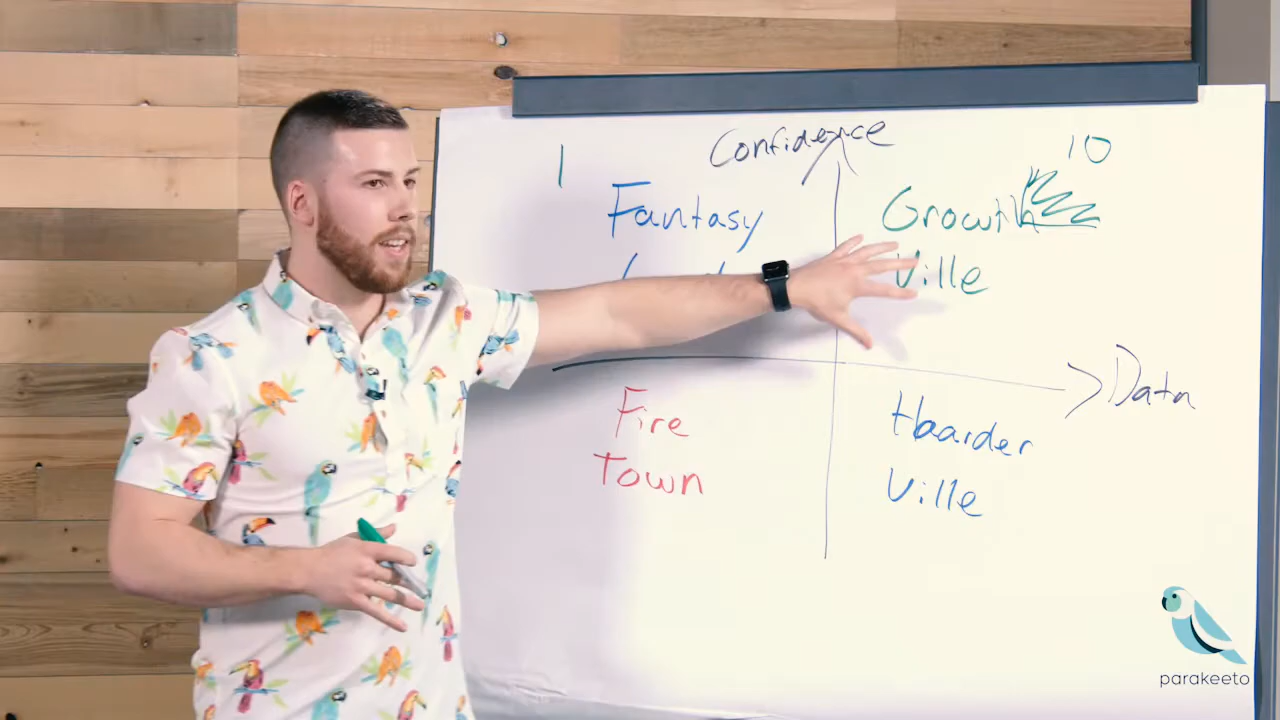 Confidence
1
10
Fantasy
Growth
Ville
Data
Fire
Town
Hoarder
Ville
parakeeto